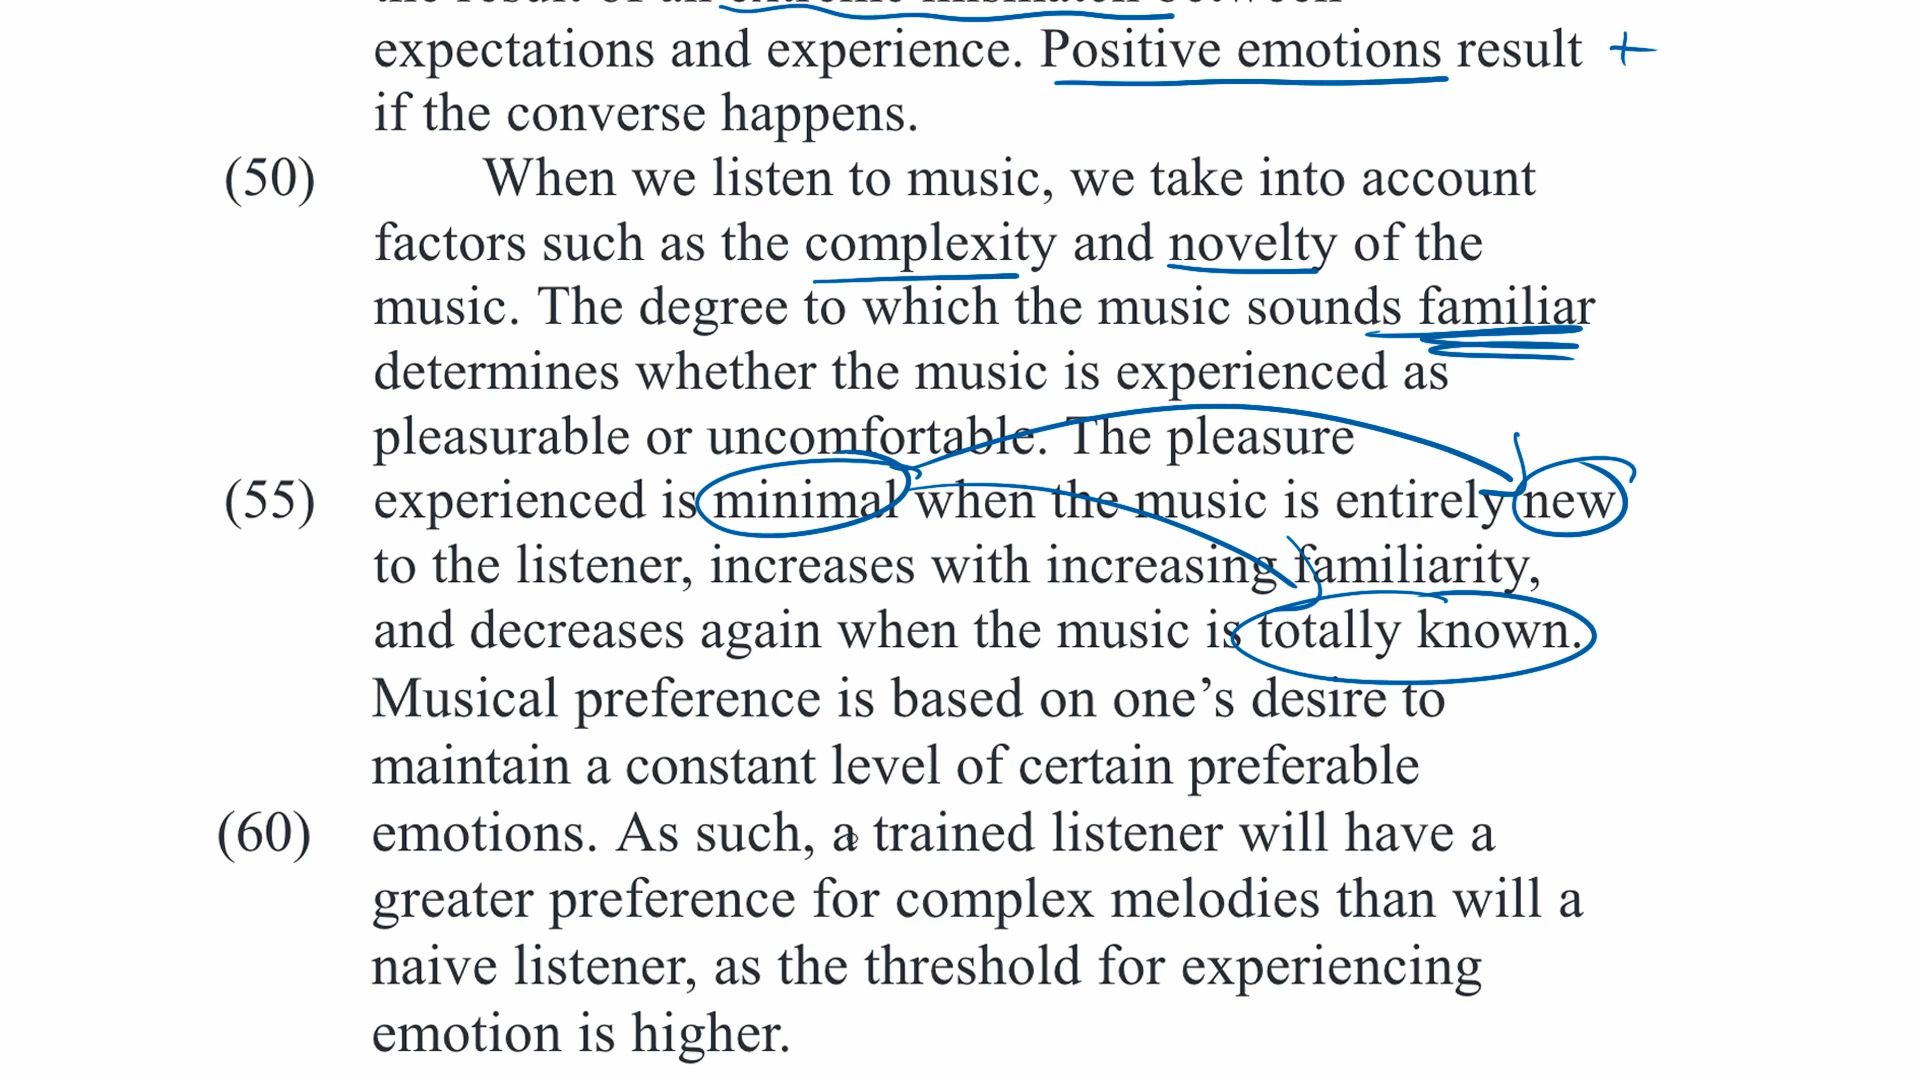 expectations and experience. Positive emotions result +
if the converse happens.
(50) When we listen to music, we take into account
factors such as the complexity and novelty of the
music. The degree to which the music sounds familiar
determines whether the music is experienced as
pleasurable or uncomfortable. The pleasure
(55) experienced is minimal when the music is entirely new
to the listener, increases with increasing familiarity,
and decreases again when the music is totally known.
Musical preference is based on one’s desire to
maintain a constant level of certain preferable
(60) emotions. As such, a trained listener will have a
greater preference for complex melodies than will a
naive listener, as the threshold for experiencing
emotion is higher.